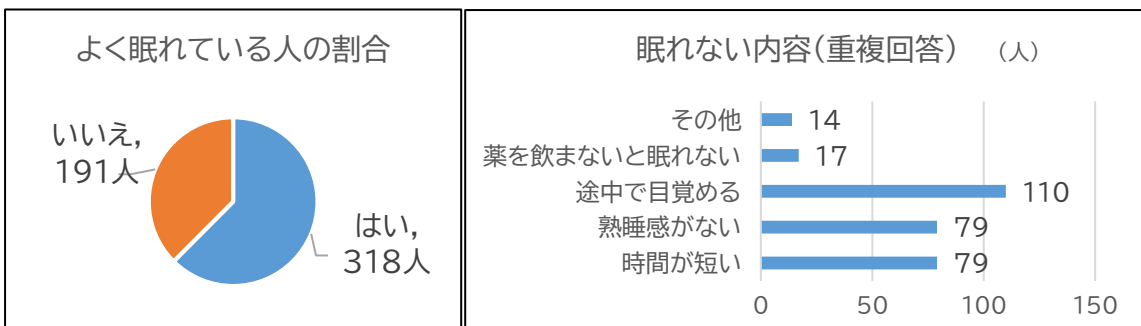 よく眠れている人の割合
いいえ,
191人
はい,
318人
眠れない内容(重複回答) (人)
その他 14
薬を飲まないと眠れない 17
途中で目覚める 110
熟睡感がない 79
時間が短い 79
0 50 100 150